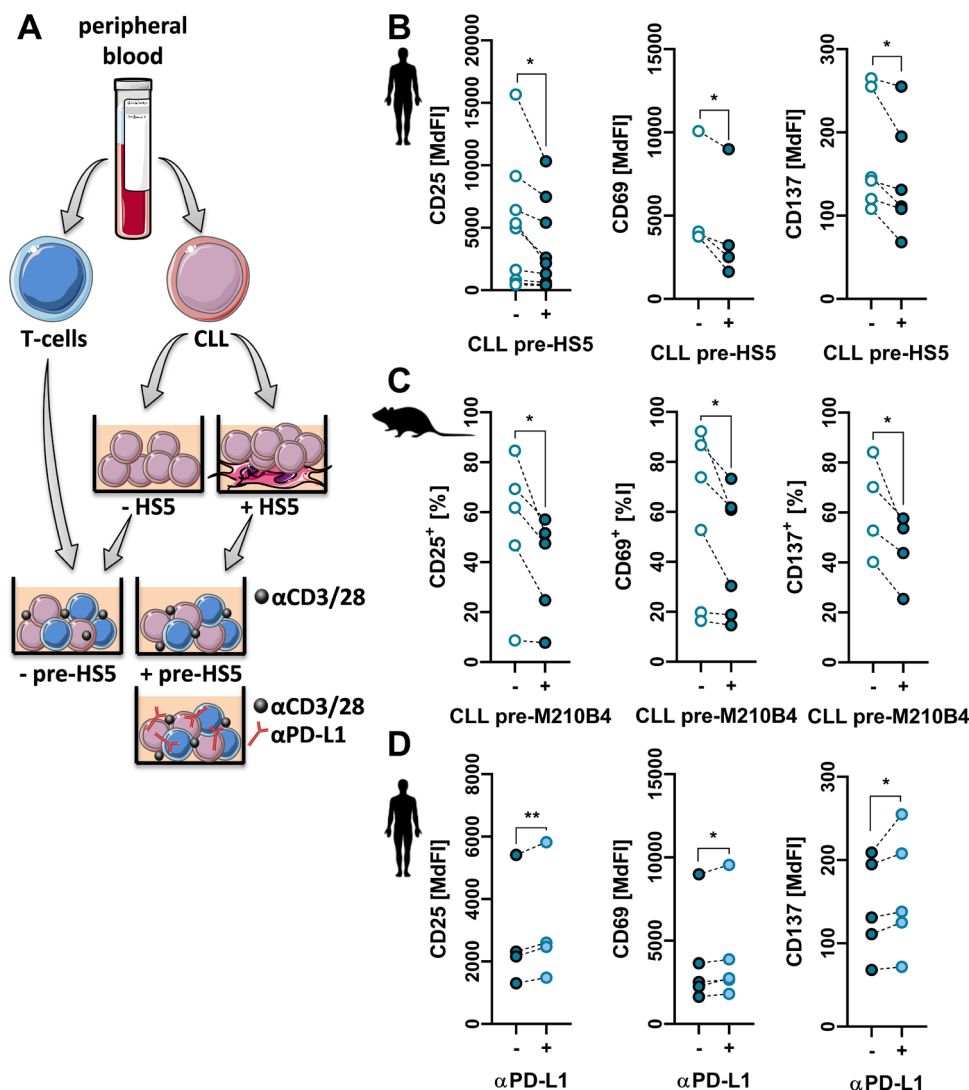 A
peripheral
blood
T-cells
CLL
- HS5
+ HS5
αCD3/28
- pre-HS5
+ pre-HS5
αCD3/28
αPD-L1
B
CD25 [MdFI]
20000
15000
10000
5000
0
*
- +
CLL pre-HS5
CD69 [MdFI]
15000
10000
5000
0
*
- +
CLL pre-HS5
CD137 [MdFI]
300
200
100
0
*
- +
CLL pre-HS5
C
CD25⁺ [%]
100
80
60
40
20
0
*
- +
CLL pre-M210B4
CD69⁺ [%I]
100
80
60
40
20
0
*
- +
CLL pre-M210B4
CD137⁺ [%]
100
80
60
40
20
0
*
- +
CLL pre-M210B4
D
CD25 [MdFI]
8000
6000
4000
2000
0
**
- +
αPD-L1
CD69 [MdFI]
15000
10000
5000
0
*
- +
αPD-L1
CD137 [MdFI]
300
200
100
0
*
- +
αPD-L1